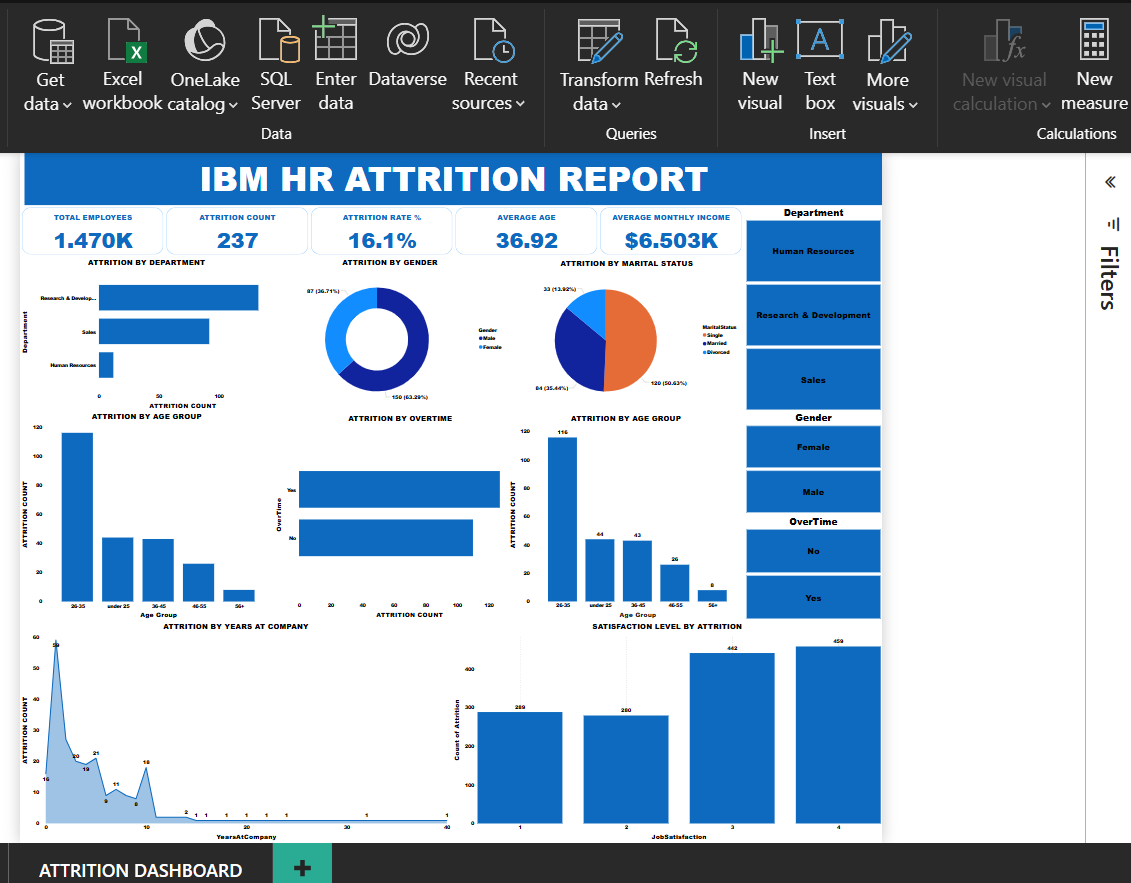 Get data
Excel workbook
OneLake catalog
SQL Server
Enter data
Dataverse
Recent sources
Transform data
Refresh
New visual
Text box
More visuals
New visual calculation
New measure
Data
Queries
Insert
Calculations
IBM HR ATTRITION REPORT
TOTAL EMPLOYEES
1.470K
ATTRITION COUNT
237
ATTRITION RATE %
16.1%
AVERAGE AGE
36.92
AVERAGE MONTHLY INCOME
$6.503K
Department
Human Resources
Research & Development
Sales
Gender
Female
Male
OverTime
No
Yes
Filters
ATTRITION BY DEPARTMENT
Department
Research & Develop...
Sales
Human Resources
0 50 100
ATTRITION COUNT
ATTRITION BY GENDER
87 (36.71%)
150 (63.29%)
Gender
Male
Female
ATTRITION BY MARITAL STATUS
33 (13.92%)
84 (35.44%)
120 (50.63%)
MaritalStatus
Single
Married
Divorced
ATTRITION BY AGE GROUP
ATTRITION COUNT
120
100
80
60
40
20
0
26-35 under 25 36-45 46-55 56+
Age Group
ATTRITION BY OVERTIME
OverTime
Yes
No
0 20 40 60 80 100 120
ATTRITION COUNT
ATTRITION BY AGE GROUP
ATTRITION COUNT
120
100
80
60
40
20
0
116
44
43
26
8
26-35 under 25 36-45 46-55 56+
Age Group
ATTRITION BY YEARS AT COMPANY
ATTRITION COUNT
60
50
40
30
20
10
0
16
59
20
19
21
9
11
8
18
2
1
1
1
1
1
1
1
1
0 10 20 30 40
YearsAtCompany
SATISFACTION LEVEL BY ATTRITION
Count of Attrition
400
300
200
100
0
289
280
442
459
1 2 3 4
JobSatisfaction
ATTRITION DASHBOARD